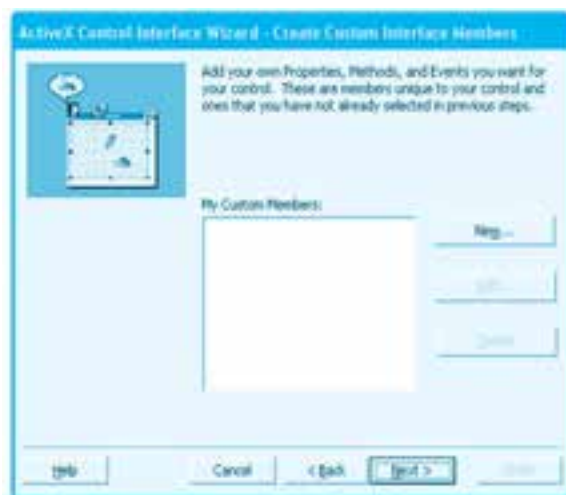 ActiveX Control Interface Wizard - Create Custom Interface Members
Add your own Properties, Methods, and Events you want for
your control. These are members unique to your control and
ones that you have not already selected in previous steps.
My Custom Members:
New...
Help
Cancel
< Back
Next >